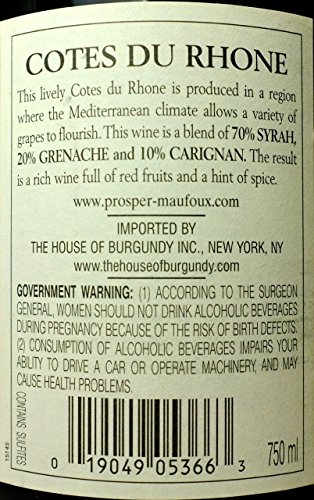 COTES DU RHONE
This lively Cotes du Rhone is produced in a region
where the Mediterranean climate allows a variety of
grapes to flourish. This wine is a blend of 70% SYRAH,
20% GRENACHE and 10% CARIGNAN. The result
is a rich wine full of red fruits and a hint of spice.
www.prosper-maufoux.com
IMPORTED BY
THE HOUSE OF BURGUNDY INC., NEW YORK, NY
www.thehouseofburgundy.com
GOVERNMENT WARNING: (1) ACCORDING TO THE SURGEON
GENERAL, WOMEN SHOULD NOT DRINK ALCOHOLIC BEVERAGES
DURING PREGNANCY BECAUSE OF THE RISK OF BIRTH DEFECTS.
(2) CONSUMPTION OF ALCOHOLIC BEVERAGES IMPAIRS YOUR
ABILITY TO DRIVE A CAR OR OPERATE MACHINERY, AND MAY
CAUSE HEALTH PROBLEMS.
15145
CONTAINS SULFITES
0 19049 05366 3
750 ml